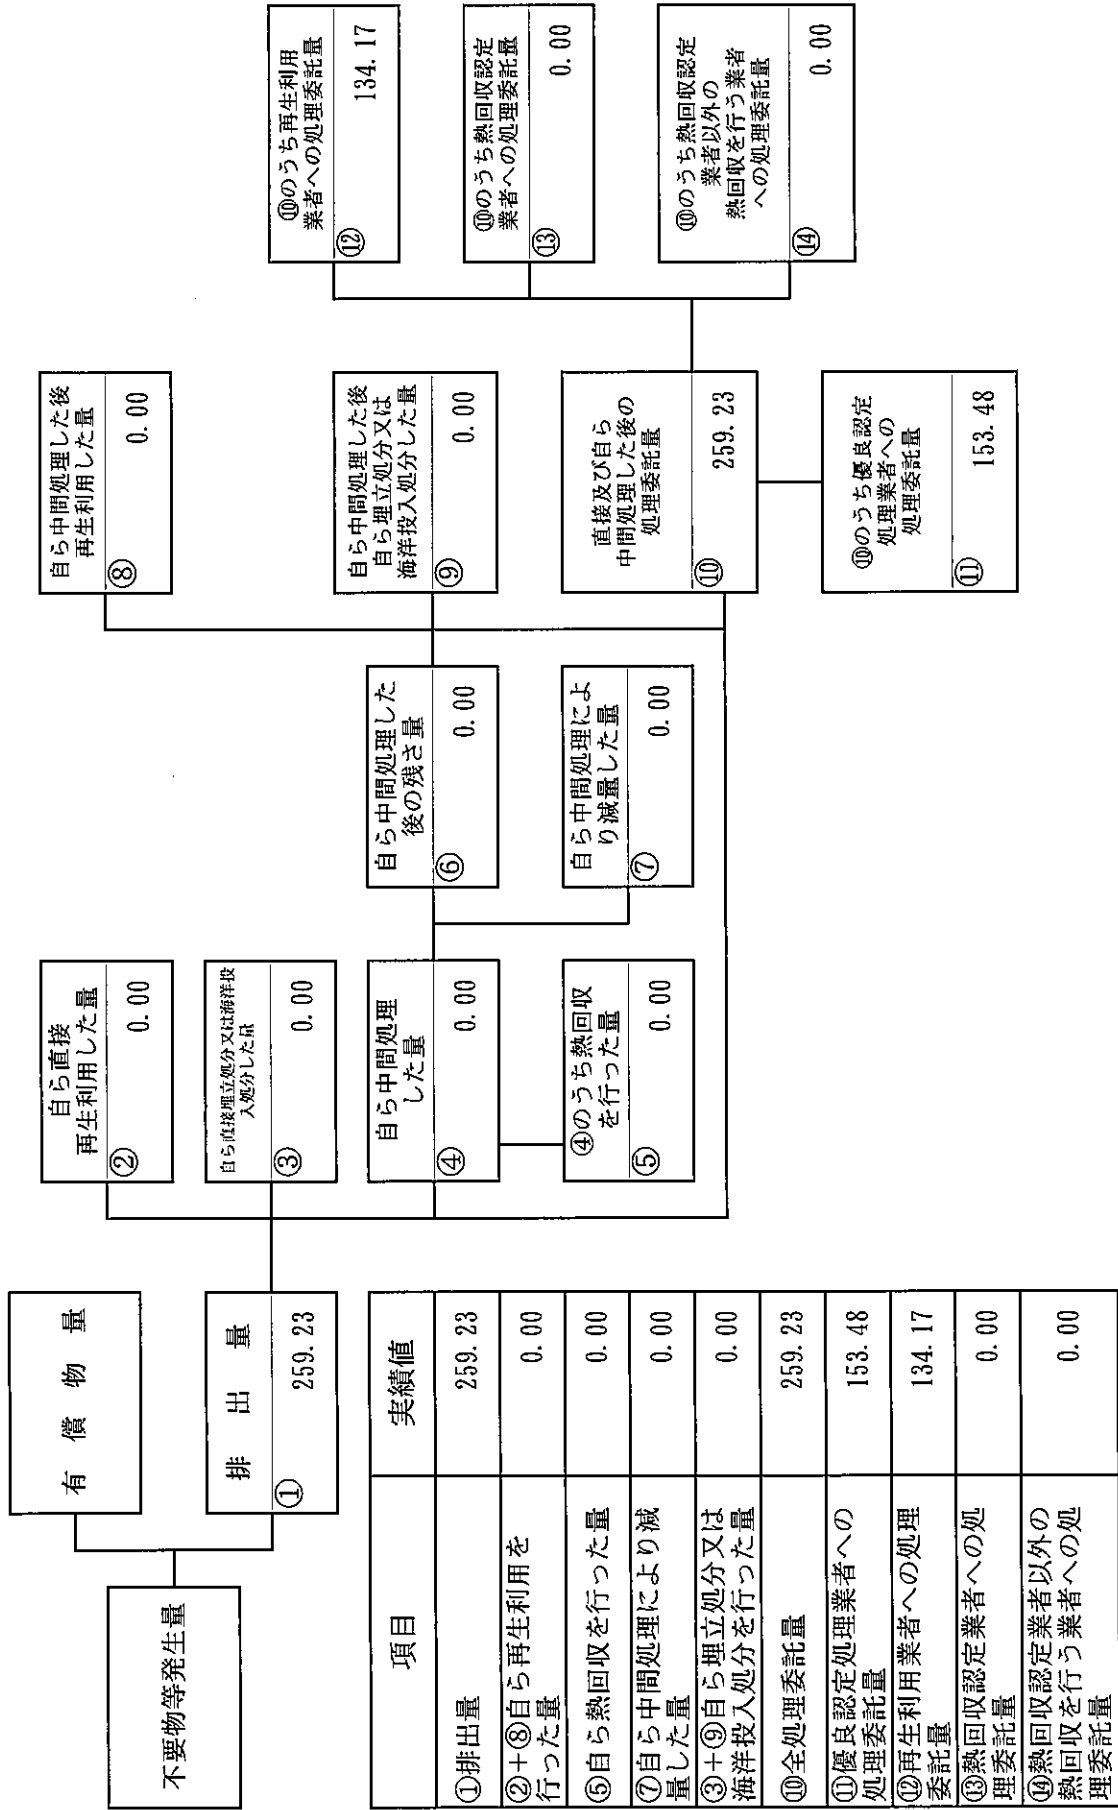 不要物等発生量
有償物量
排出量
① 259.23
自ら直接
再生利用した量
② 0.00
自ら直接埋立処分又は海洋投
入処分した量
③ 0.00
自ら中間処理
した量
④ 0.00
④のうち熱回収
を行った量
⑤ 0.00
自ら中間処理した
後の残さ量
⑥ 0.00
自ら中間処理によ
り減量した量
⑦ 0.00
自ら中間処理した後
再生利用した量
⑧ 0.00
自ら中間処理した後
自ら埋立処分又は
海洋投入処分した量
⑨ 0.00
直接及び自ら
中間処理した後の
処理委託量
⑩ 259.23
⑩のうち優良認定
処理業者への
処理委託量
⑪ 153.48
⑩のうち再生利用
業者への処理委託量
⑫ 134.17
⑩のうち熱回収認定
業者への処理委託量
⑬ 0.00
⑩のうち熱回収認定
業者以外の
熱回収を行う業者
への処理委託量
⑭ 0.00
項目 実績値
①排出量 259.23
②+⑧自ら再生利用を
行った量 0.00
⑤自ら熱回収を行った量 0.00
⑦自ら中間処理により減
量した量 0.00
③+⑨自ら埋立処分又は
海洋投入処分を行った量 0.00
⑩全処理委託量 259.23
⑪優良認定処理業者への
処理委託量 153.48
⑫再生利用業者への処理
委託量 134.17
⑬熱回収認定業者への処
理委託量 0.00
⑭熱回収認定業者以外の
熱回収を行う業者への処
理委託量 0.00